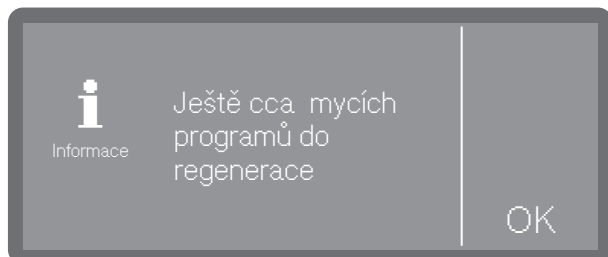 Informace
Ještě cca  mycích
programů do
regenerace
OK